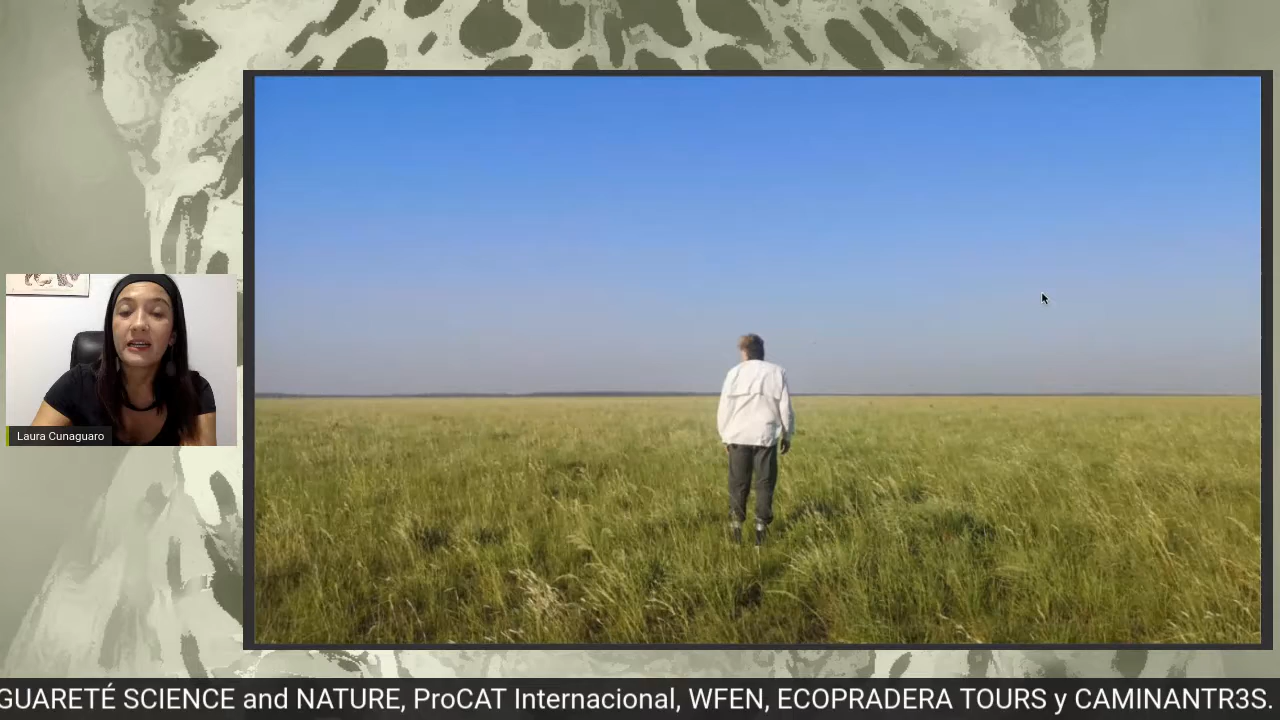 Laura Cunaguaro
GUARETÉ SCIENCE and NATURE, ProCAT Internacional, WFEN, ECOPRADERA TOURS y CAMINANTR3S.